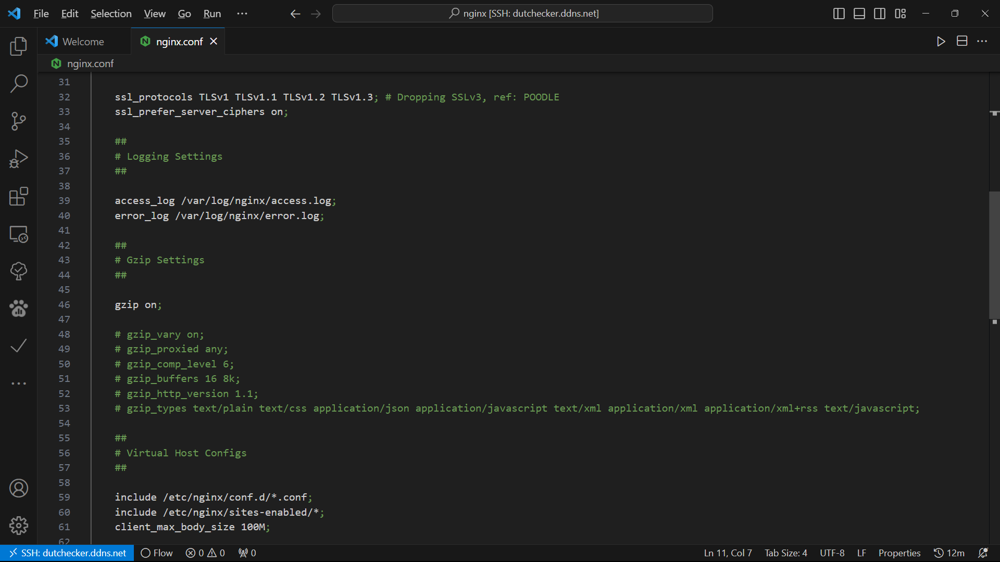 File Edit Selection View Go Run ···
nginx [SSH: dutchecker.ddns.net]
Welcome
nginx.conf
nginx.conf
31
32 ssl_protocols TLSv1 TLSv1.1 TLSv1.2 TLSv1.3; # Dropping SSLv3, ref: POODLE
33 ssl_prefer_server_ciphers on;
34
35 ##
36 # Logging Settings
37 ##
38
39 access_log /var/log/nginx/access.log;
40 error_log /var/log/nginx/error.log;
41
42 ##
43 # Gzip Settings
44 ##
45
46 gzip on;
47
48 # gzip_vary on;
49 # gzip_proxied any;
50 # gzip_comp_level 6;
51 # gzip_buffers 16 8k;
52 # gzip_http_version 1.1;
53 # gzip_types text/plain text/css application/json application/javascript text/xml application/xml application/xml+rss text/javascript;
54
55 ##
56 # Virtual Host Configs
57 ##
58
59 include /etc/nginx/conf.d/*.conf;
60 include /etc/nginx/sites-enabled/*;
61 client_max_body_size 100M;
62
SSH: dutchecker.ddns.net Flow 0 0 0 Ln 11, Col 7 Tab Size: 4 UTF-8 LF Properties 12m